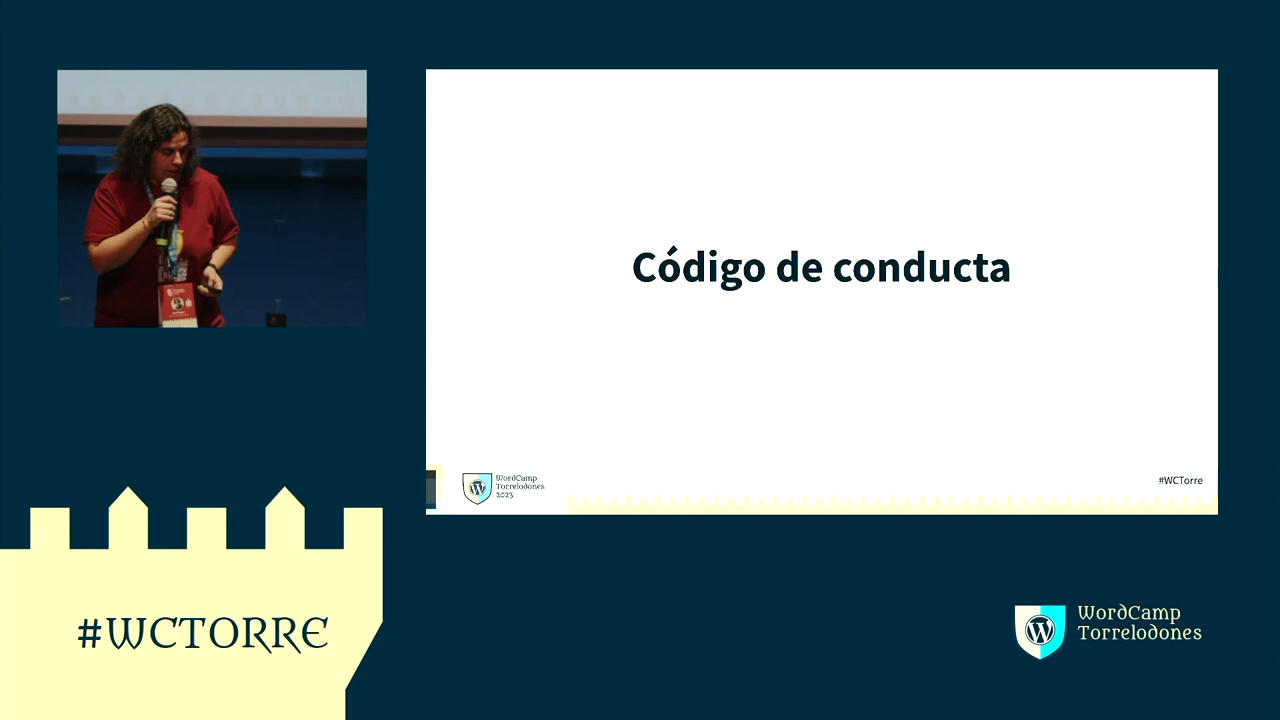 Código de conducta
WordCamp
Torrelodones
2023
#WCTorre
#WCTORRE
WordCamp
Torrelodones